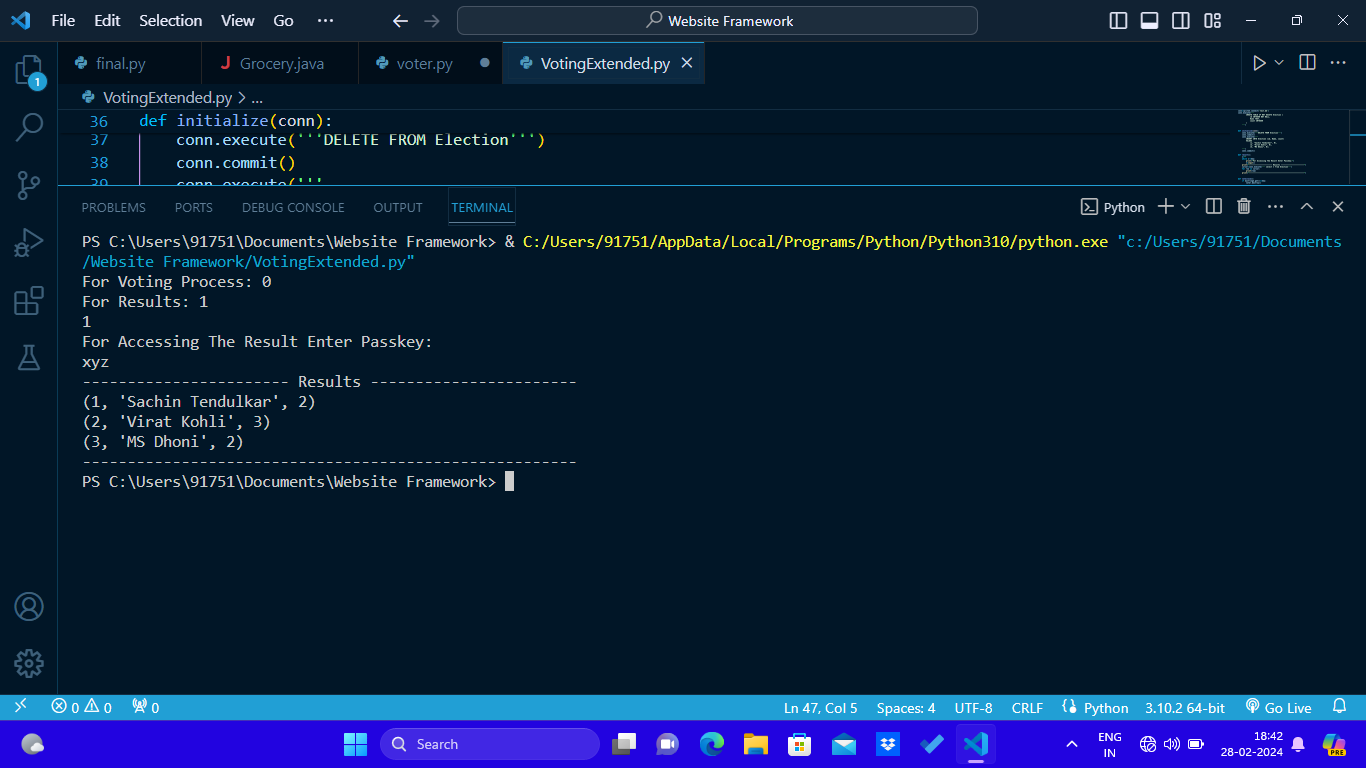 File Edit Selection View Go ··· Website Framework
final.py Grocery.java voter.py VotingExtended.py
VotingExtended.py > ...
36 def initialize(conn):
37 conn.execute('''DELETE FROM Election''')
38 conn.commit()
39 conn.execute('''
1
PROBLEMS PORTS DEBUG CONSOLE OUTPUT TERMINAL Python
PS C:\Users\91751\Documents\Website Framework> & C:/Users/91751/AppData/Local/Programs/Python/Python310/python.exe "c:/Users/91751/Documents
/Website Framework/VotingExtended.py"
For Voting Process: 0
For Results: 1
1
For Accessing The Result Enter Passkey:
xyz
----------------------- Results -----------------------
(1, 'Sachin Tendulkar', 2)
(2, 'Virat Kohli', 3)
(3, 'MS Dhoni', 2)
-------------------------------------------------------
PS C:\Users\91751\Documents\Website Framework>
0 0 0 Ln 47, Col 5 Spaces: 4 UTF-8 CRLF Python 3.10.2 64-bit Go Live
Search ENG 18:42
IN 28-02-2024
PRE